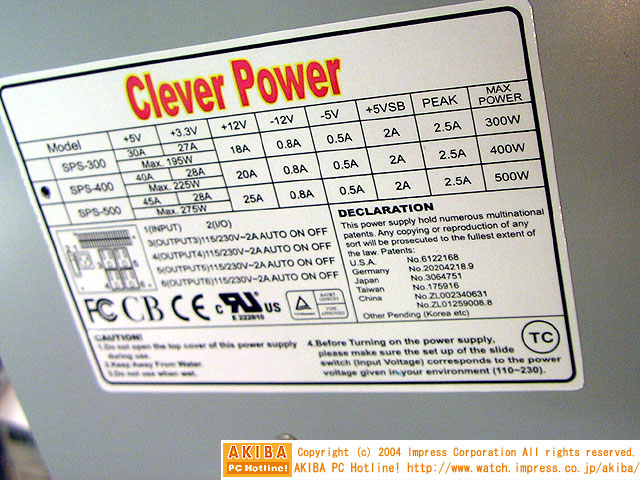 Clever Power
Model +5V +3.3V +12V -12V -5V +5VSB PEAK MAX POWER
SPS-300 30A 27A 18A 0.8A 0.5A 2A 2.5A 300W
Max. 195W
SPS-400 40A 28A 20A 0.8A 0.5A 2A 2.5A 400W
Max. 225W
SPS-500 45A 28A 25A 0.8A 0.5A 2A 2.5A 500W
Max. 275W
1(INPUT) 2(I/O)
3(OUTPUT3)115/230V~2A AUTO ON OFF
4(OUTPUT4)115/230V~2A AUTO ON OFF
5(OUTPUT5)115/230V~2A AUTO ON OFF
6(OUTPUT6)115/230V~2A AUTO ON OFF
FC CB CE c UR US
E 222810
DECLARATION
This power supply hold numerous multinational
patents. Any copying or reproduction of any
sort will be prosecuted to the fullest extent of
the law. Patents:
U.S.A. No.6122168
Germany No.20204218.9
Japan No.3064751
Taiwan No.175916
China No.ZL002340631
No.ZL01259008.8
Other Pending (Korea etc)
CAUTION!
1.Do not open the top cover of this power supply
during use.
2.Keep Away From Water.
3.Do not use when wet.
4.Before Turning on the power supply,
please make sure the set up of the slide
switch (Input Voltage) corresponds to the power
voltage given in your environment (110~230).
TC
AKIBA
PC Hotline!
Copyright (c) 2004 Impress Corporation All rights reserved.
AKIBA PC Hotline! http://www.watch.impress.co.jp/akiba/